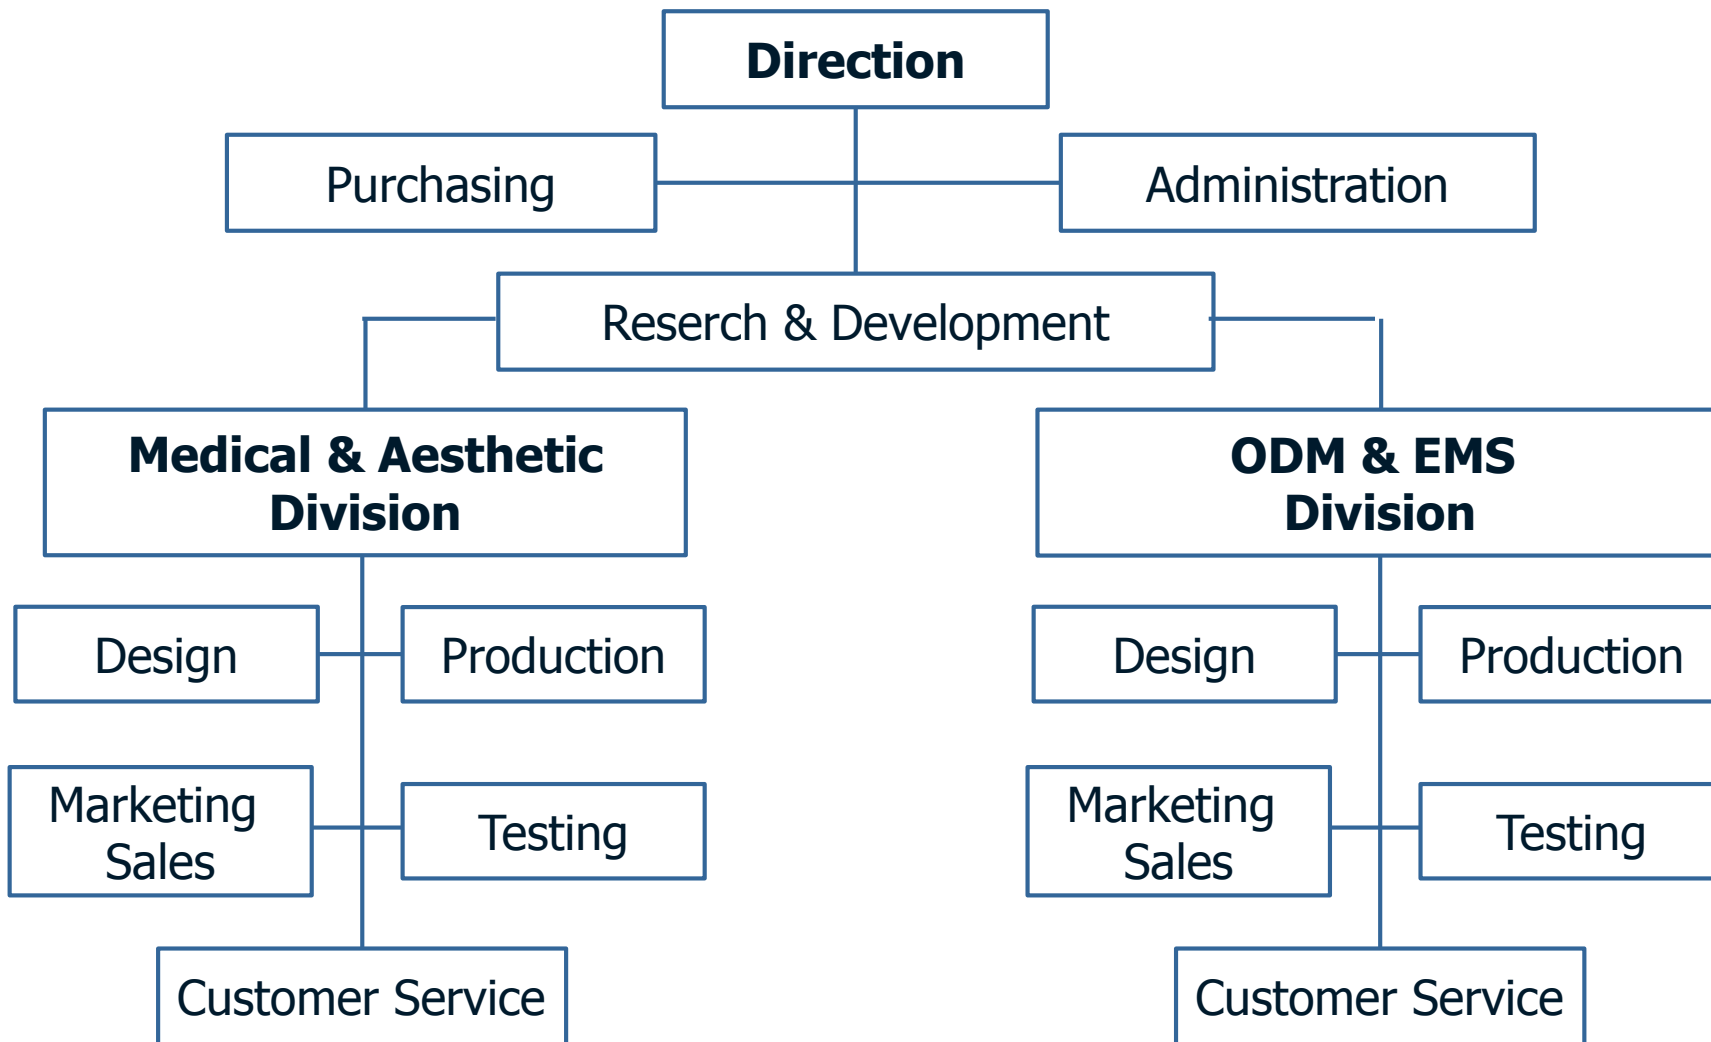 Direction
Purchasing
Administration
Reserch & Development
Medical & Aesthetic
Division
ODM & EMS
Division
Design
Production
Design
Production
Marketing
Sales
Testing
Marketing
Sales
Testing
Customer Service
Customer Service